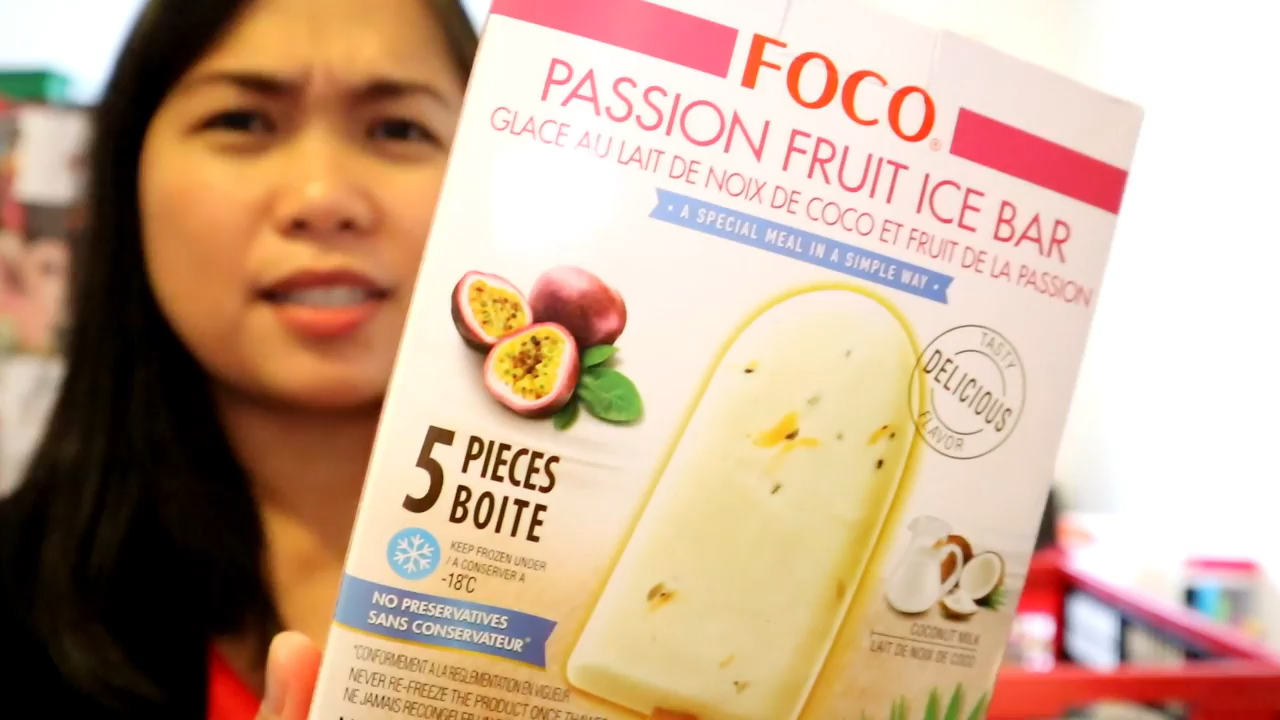 FOCO®
PASSION FRUIT ICE BAR
GLACE AU LAIT DE NOIX DE COCO ET FRUIT DE LA PASSION
• A SPECIAL MEAL IN A SIMPLE WAY •
TASTY
DELICIOUS
FLAVOR
5 PIECES
BOITE
KEEP FROZEN UNDER
/ A CONSERVER A
-18°C
NO PRESERVATIVES
SANS CONSERVATEUR*
COCONUT MILK
LAIT DE NOIX DE COCO
*CONFORMEMENT A LA REGLEMENTATION EN VIGUEUR
NEVER RE-FREEZE THE PRODUCT ONCE
NE JAMAIS RECONGELER